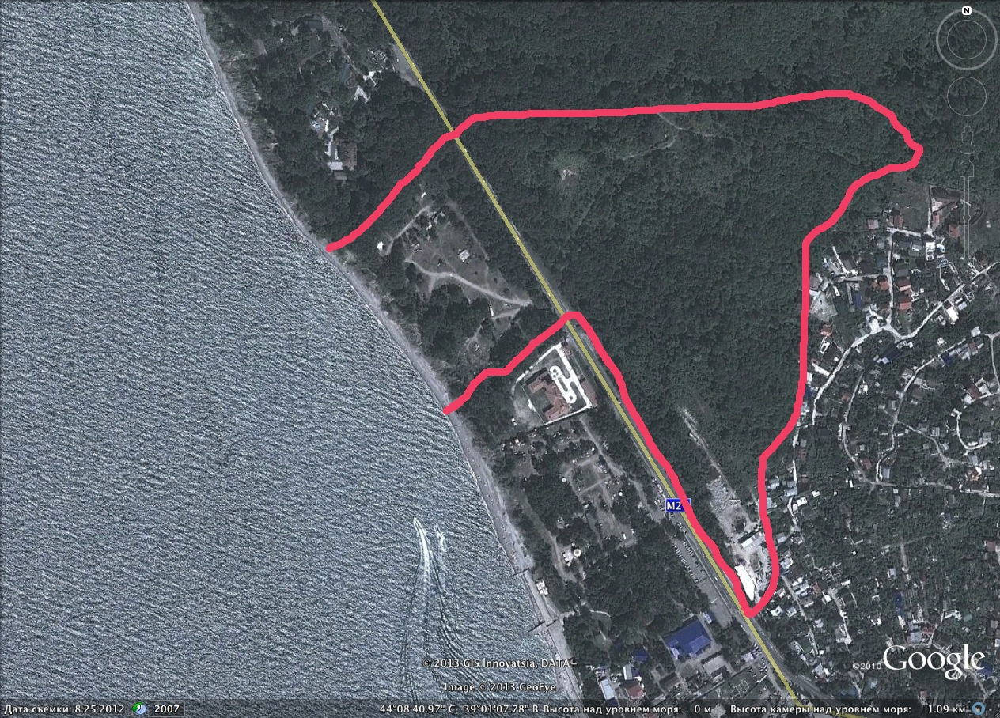 N
M2
© 2013 GIS Innovatsia, DATA+
©2010 Google
Image © 2013 GeoEye
Дата съемки: 8.25.2012 2007 44°08'40.97" С 39°01'07.78" В Высота над уровнем моря: 0 м Высота камеры над уровнем моря: 1.09 км